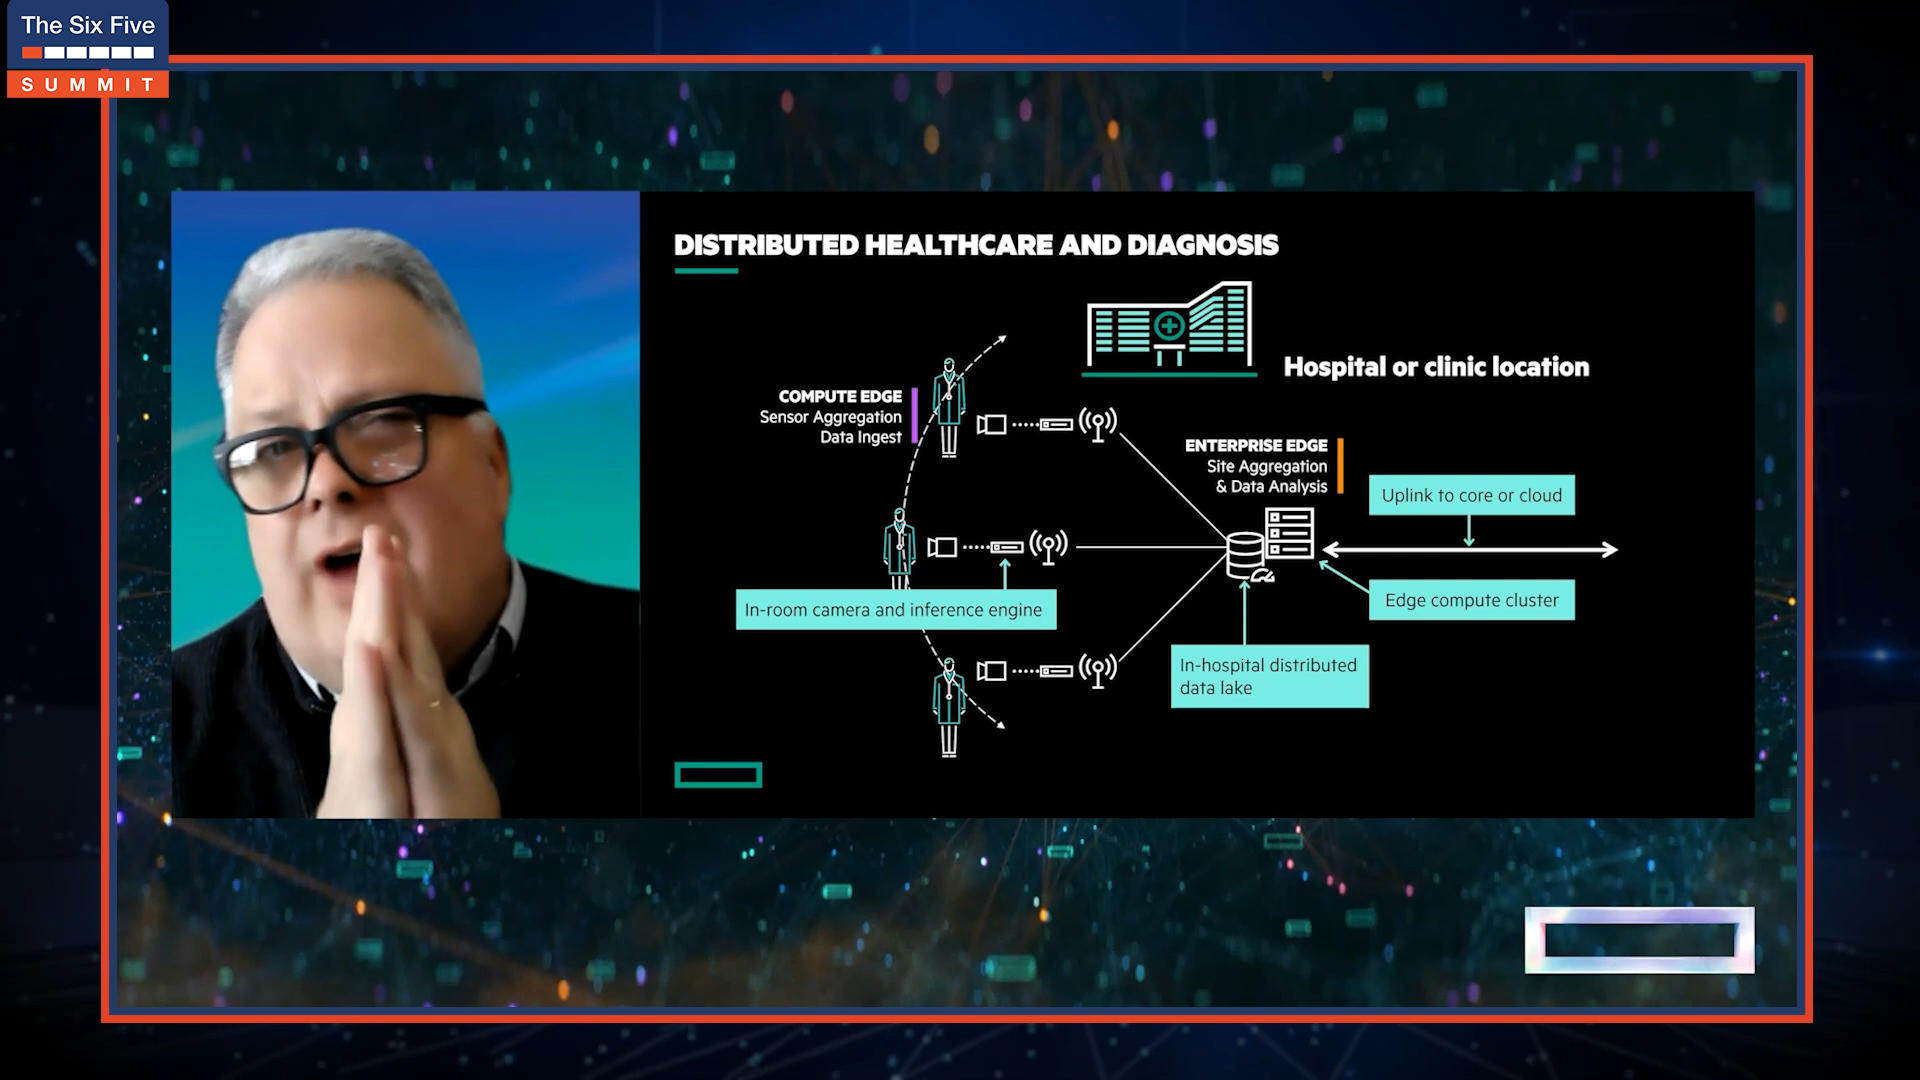 The Six Five
SUMMIT
DISTRIBUTED HEALTHCARE AND DIAGNOSIS
Hospital or clinic location
COMPUTE EDGE
Sensor Aggregation
Data Ingest
ENTERPRISE EDGE
Site Aggregation
& Data Analysis
Uplink to core or cloud
In-room camera and inference engine
Edge compute cluster
In-hospital distributed
data lake